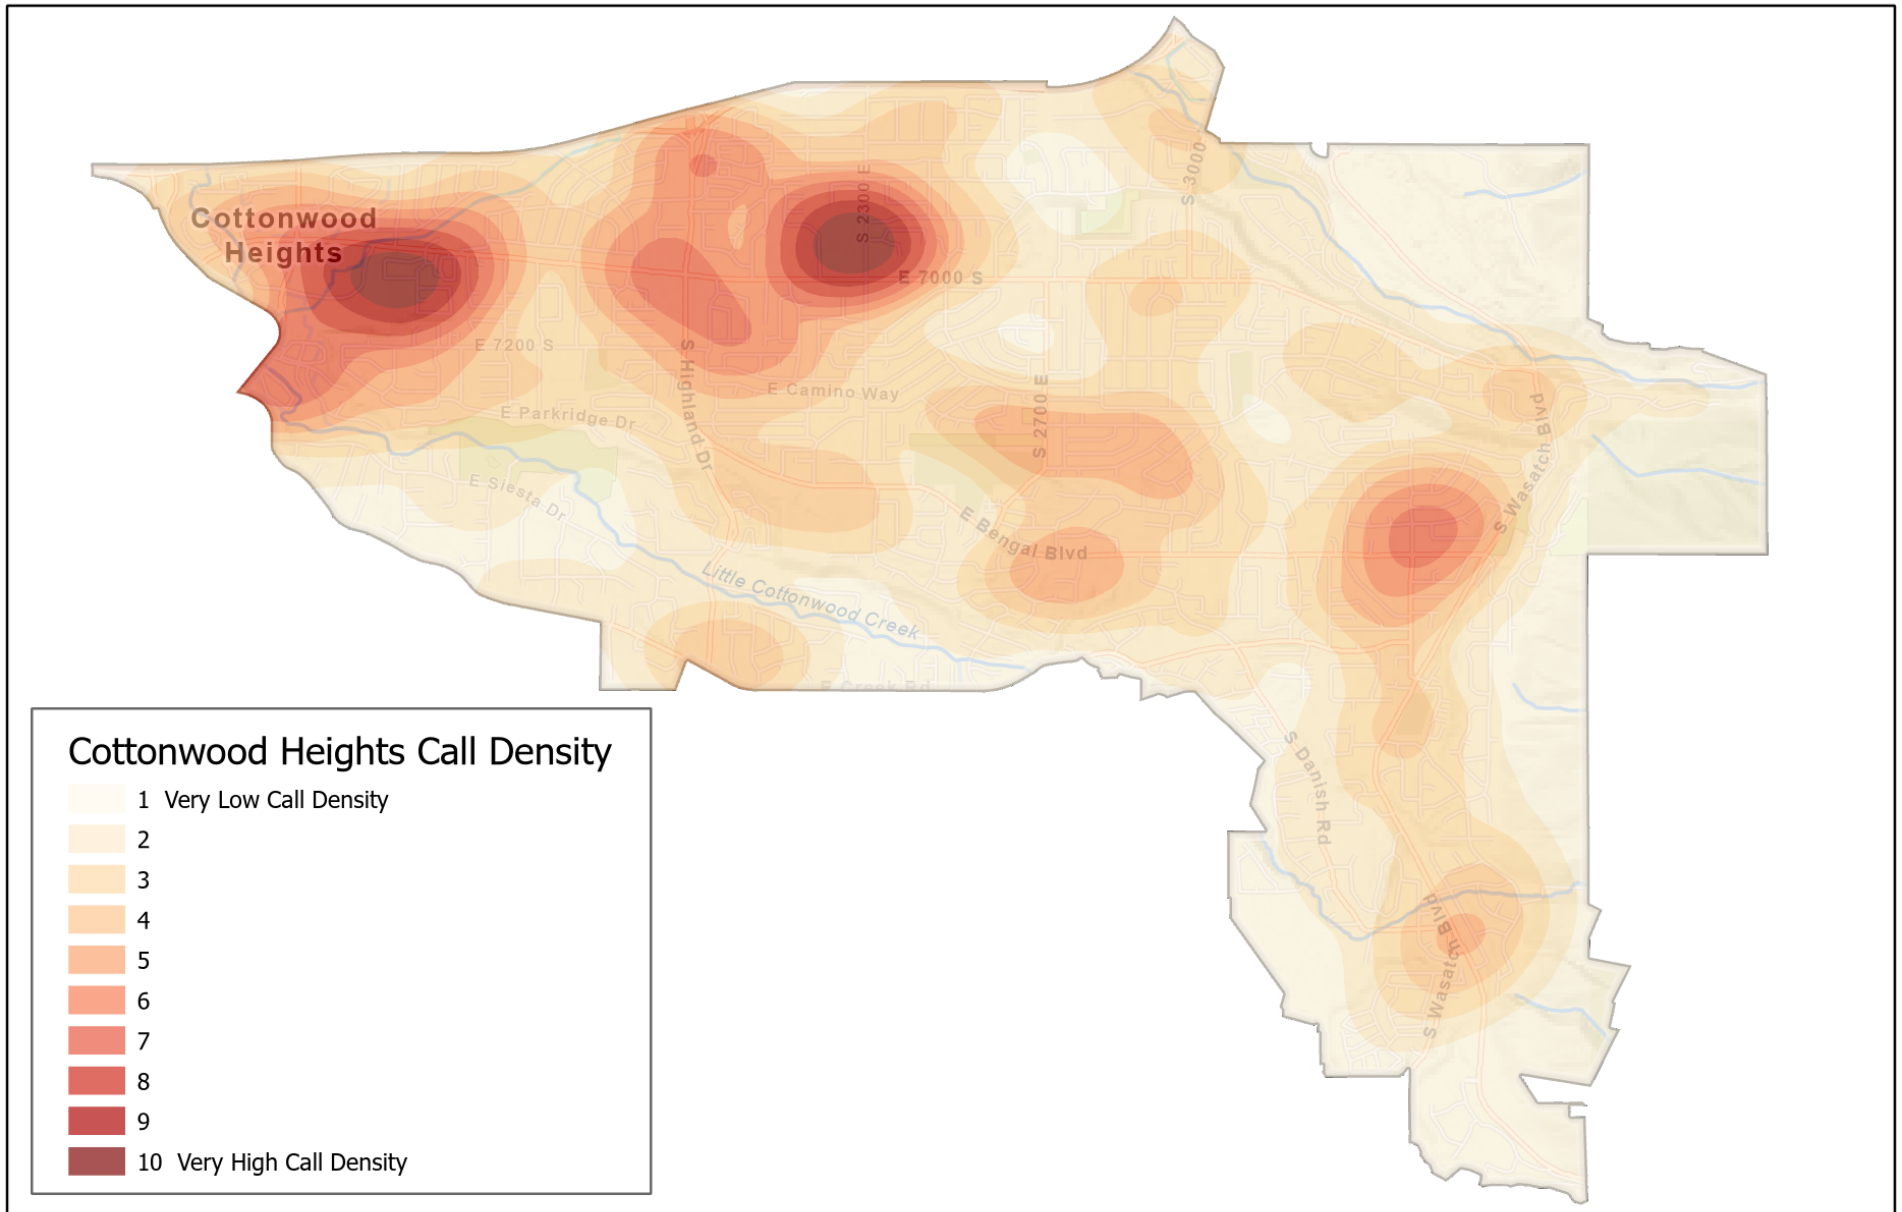 Cottonwood
Heights
S 2300 E
S 3000
E 7000 S
E 7200 S
S Highland Dr
E Camino Way
S 2700 E
E Parkridge Dr
S Wasatch Blvd
E Siesta Dr
E Bengal Blvd
Little Cottonwood Creek
E Creek Rd
S Danish Rd
S Wasatch Blvd
Cottonwood Heights Call Density
1 Very Low Call Density
2
3
4
5
6
7
8
9
10 Very High Call Density